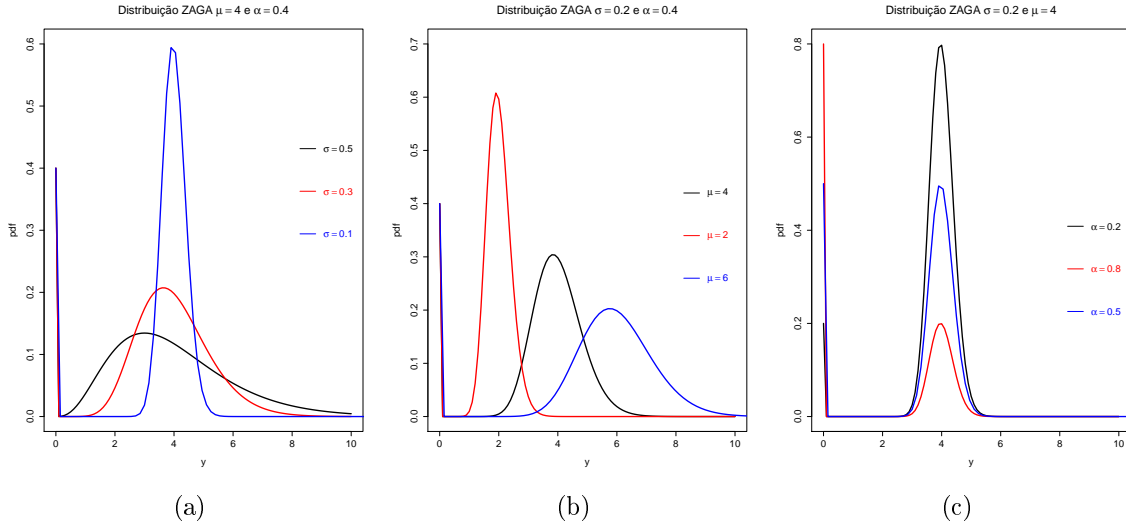 Distribuição ZAGA μ = 4 e α = 0.4
pdf
0.0
0.1
0.2
0.3
0.4
0.5
0.6
σ = 0.5
σ = 0.3
σ = 0.1
0
2
4
6
8
10
y
(a)
Distribuição ZAGA σ = 0.2 e α = 0.4
pdf
0.0
0.1
0.2
0.3
0.4
0.5
0.6
0.7
μ = 4
μ = 2
μ = 6
0
2
4
6
8
10
y
(b)
Distribuição ZAGA σ = 0.2 e μ = 4
pdf
0.0
0.2
0.4
0.6
0.8
α = 0.2
α = 0.8
α = 0.5
0
2
4
6
8
10
y
(c)